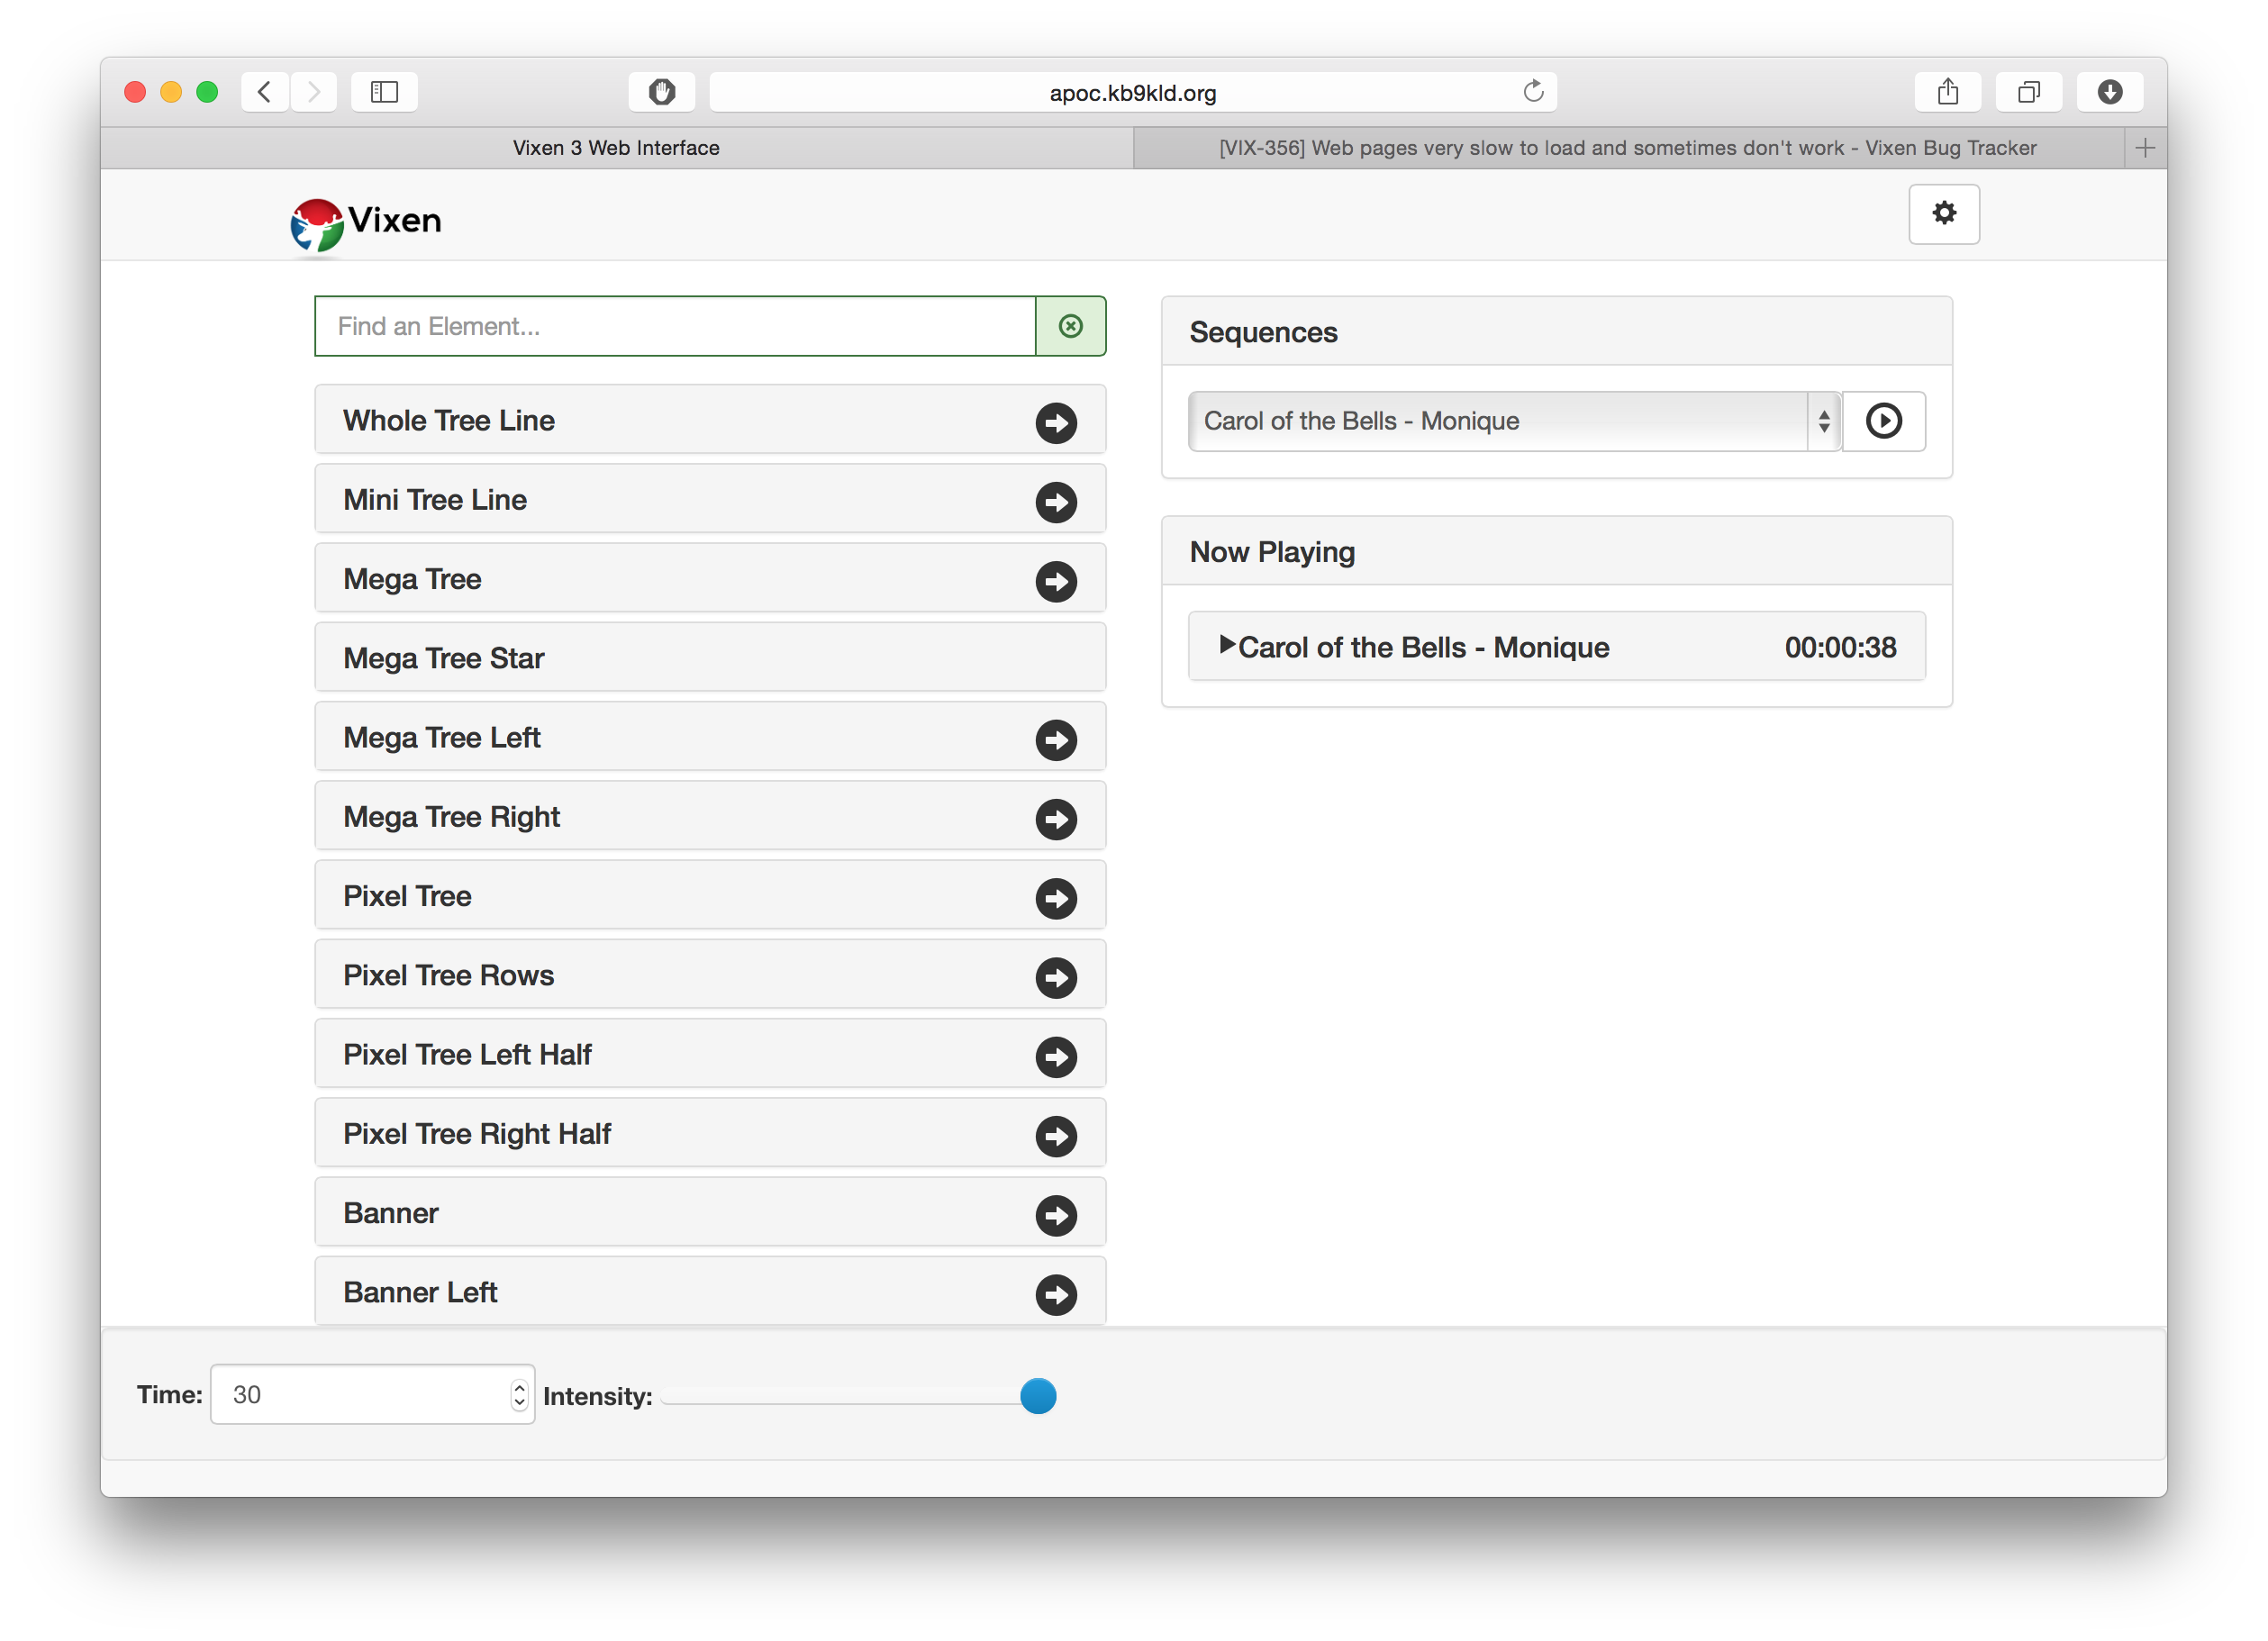 apoc.kb9kld.org
Vixen 3 Web Interface
[VIX-356] Web pages very slow to load and sometimes don't work - Vixen Bug Tracker
Vixen
Find an Element...
Whole Tree Line
Mini Tree Line
Mega Tree
Mega Tree Star
Mega Tree Left
Mega Tree Right
Pixel Tree
Pixel Tree Rows
Pixel Tree Left Half
Pixel Tree Right Half
Banner
Banner Left
Sequences
Carol of the Bells - Monique
Now Playing
Carol of the Bells - Monique 00:00:38
Time: 30 Intensity: